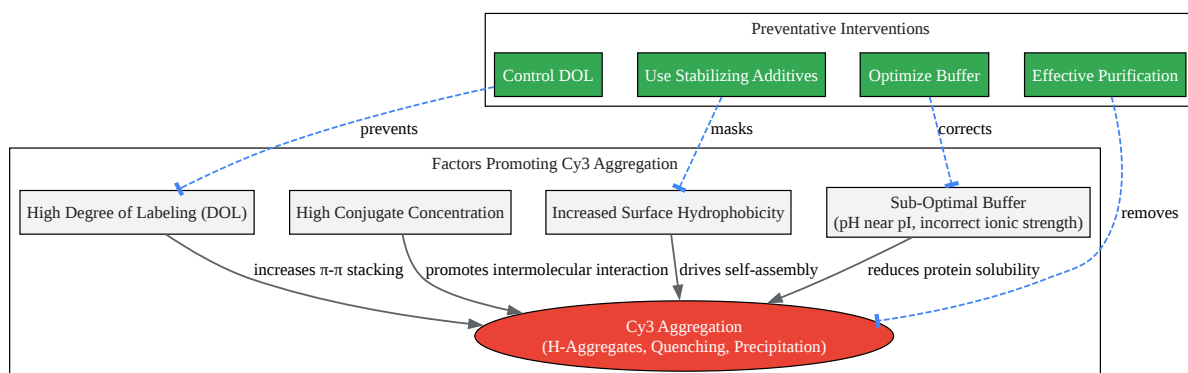 Preventative Interventions
Control DOL
Use Stabilizing Additives
Optimize Buffer
Effective Purification
prevents
masks
corrects
removes
Factors Promoting Cy3 Aggregation
High Degree of Labeling (DOL)
High Conjugate Concentration
Increased Surface Hydrophobicity
Sub-Optimal Buffer
(pH near pI, incorrect ionic strength)
increases π-π stacking
promotes intermolecular interaction
drives self-assembly
reduces protein solubility
Cy3 Aggregation
(H-Aggregates, Quenching, Precipitation)